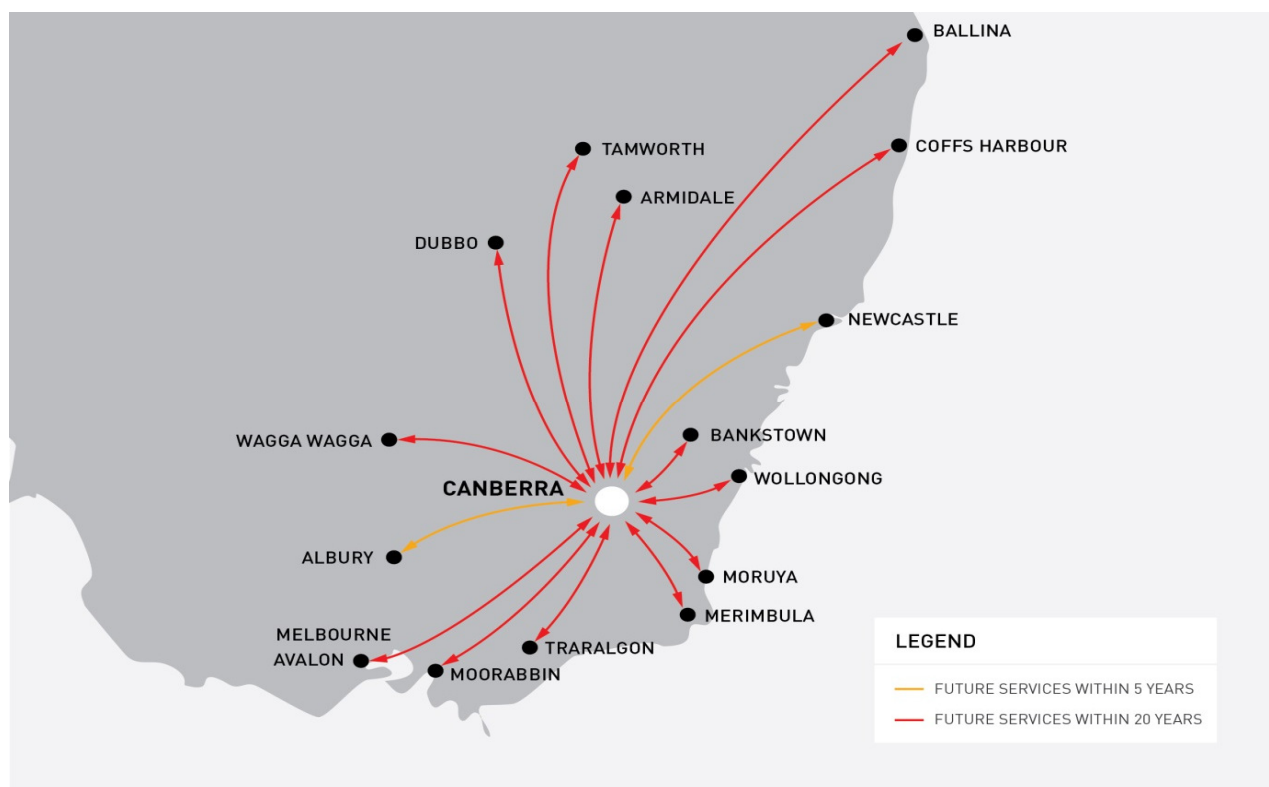 BALLINA
COFFS HARBOUR
TAMWORTH
ARMIDALE
DUBBO
NEWCASTLE
WAGGA WAGGA
BANKSTOWN
WOLLONGONG
CANBERRA
ALBURY
MORUYA
MERIMBULA
MELBOURNE
AVALON
TRARALGON
MOORABBIN
LEGEND
FUTURE SERVICES WITHIN 5 YEARS
FUTURE SERVICES WITHIN 20 YEARS